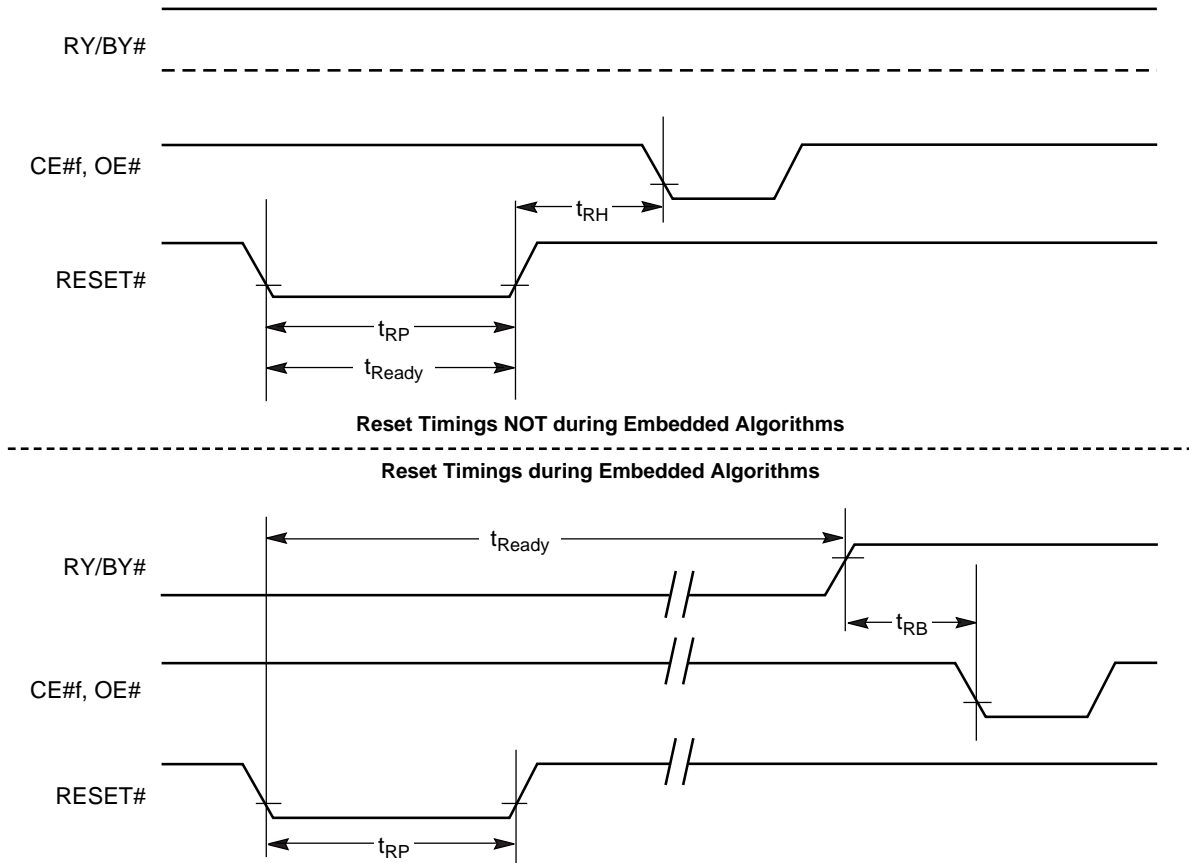 RY/BY#
CE#f, OE#
tRH
RESET#
tRP
tReady
Reset Timings NOT during Embedded Algorithms
Reset Timings during Embedded Algorithms
tReady
RY/BY#
tRB
CE#f, OE#
RESET#
tRP